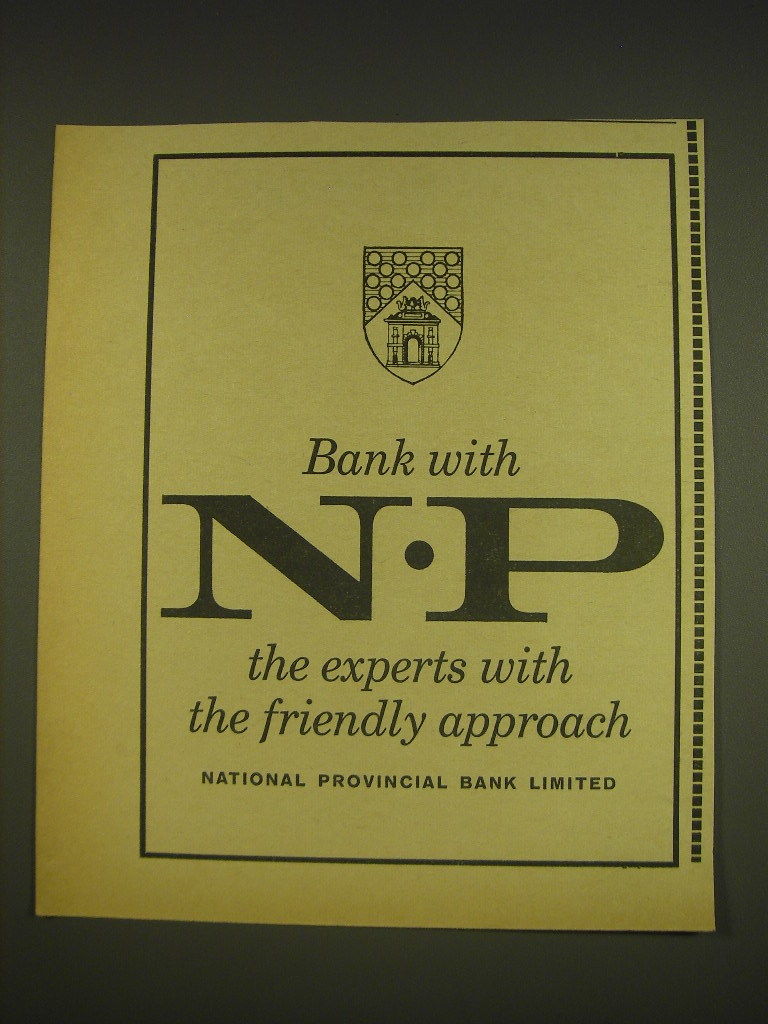 Bank with
N·P
the experts with
the friendly approach
NATIONAL PROVINCIAL BANK LIMITED